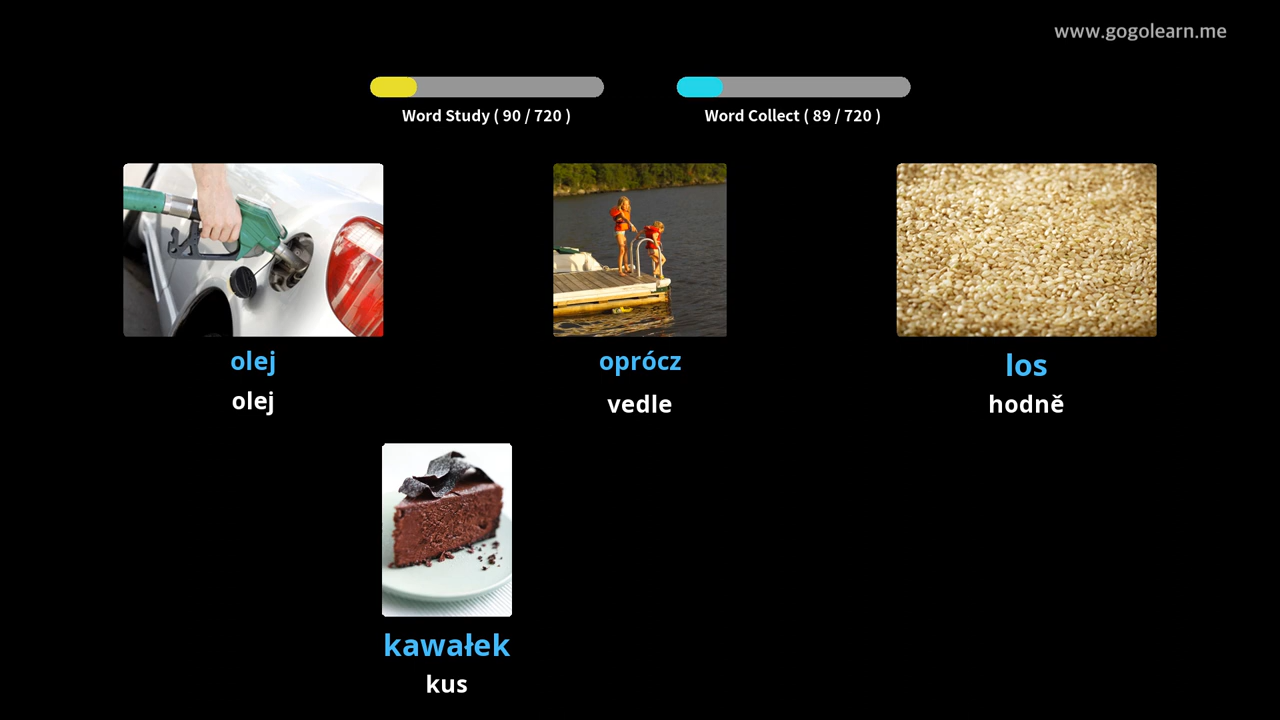 www.gogolearn.me
Word Study ( 90 / 720 )
Word Collect ( 89 / 720 )
olej
olej
oprócz
vedle
los
hodně
kawałek
kus